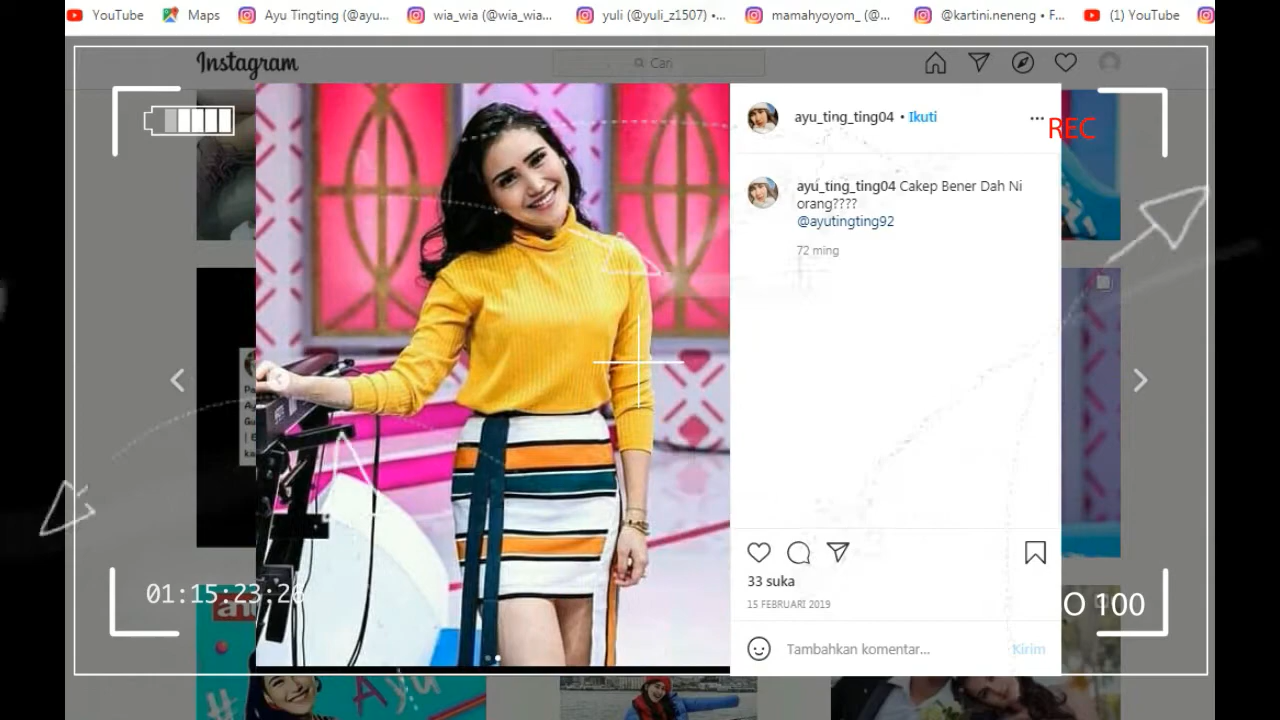 YouTube
Maps
Ayu Tingting (@ayu...
wia_wia (@wia_wia...
yuli (@yuli_z1507) •...
mamahyoyom_ (@...
@kartini.neneng • F...
(1) YouTube
Instagram
Cari
REC
ayu_ting_ting04 • Ikuti
ayu_ting_ting04 Cakep Bener Dah Ni
orang????
@ayutingting92
72 ming
33 suka
15 FEBRUARI 2019
Tambahkan komentar...
Kirim
01:15:23:26
O 100
#
Ayu